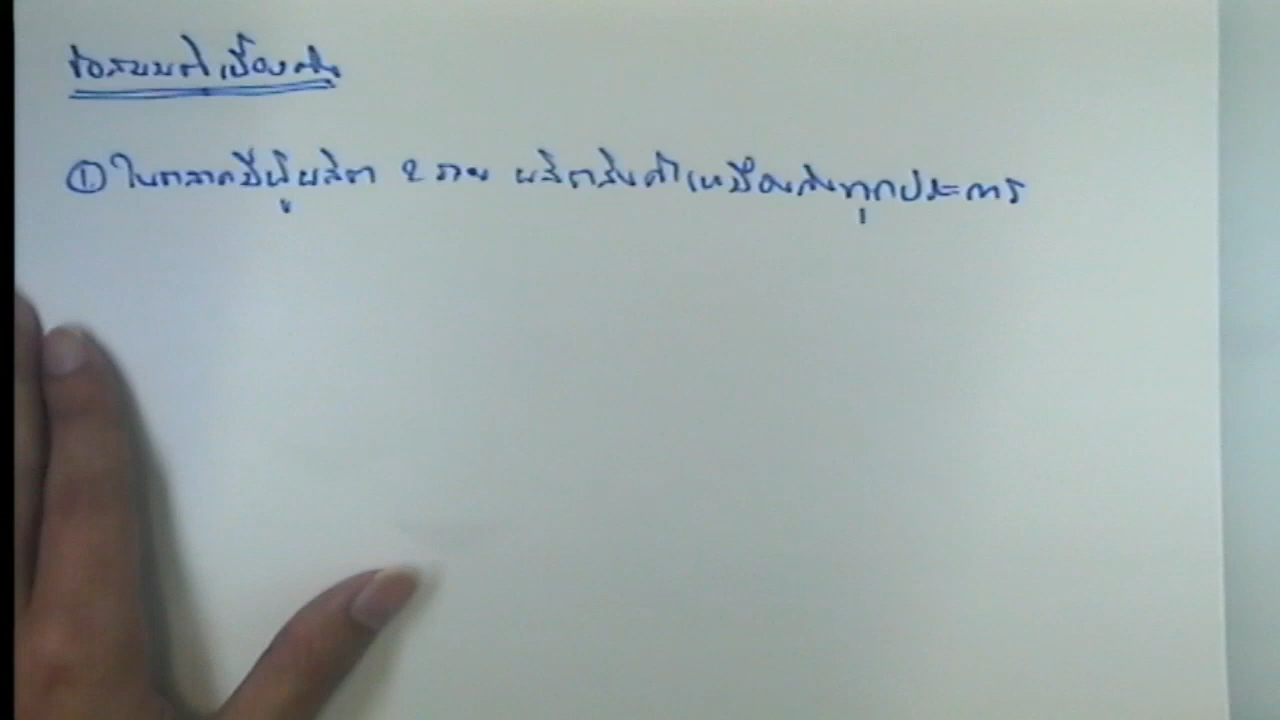 ข้อสมมติเบื้องต้น
① ในตลาดมีผู้ผลิต 2 ราย ผลิตสินค้าเหมือนกันทุกประการ